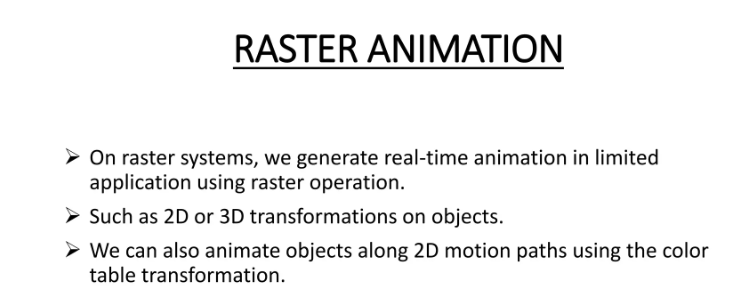 RASTER ANIMATION
➢ On raster systems, we generate real-time animation in limited
application using raster operation.
➢ Such as 2D or 3D transformations on objects.
➢ We can also animate objects along 2D motion paths using the color
table transformation.